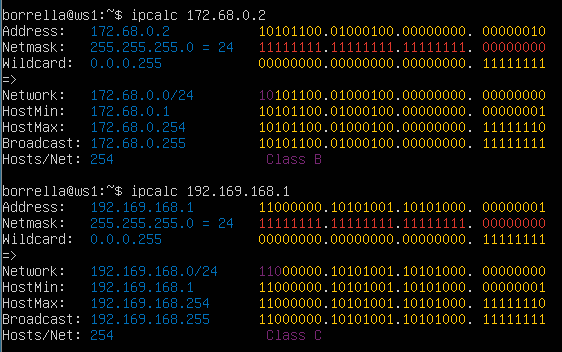 borrella@ws1:~$ ipcalc 172.68.0.2
Address:   172.68.0.2           10101100.01000100.00000000. 00000010
Netmask:   255.255.255.0 = 24   11111111.11111111.11111111. 00000000
Wildcard:  0.0.0.255            00000000.00000000.00000000. 11111111
=>
Network:   172.68.0.0/24        10101100.01000100.00000000. 00000000
HostMin:   172.68.0.1           10101100.01000100.00000000. 00000001
HostMax:   172.68.0.254         10101100.01000100.00000000. 11111110
Broadcast: 172.68.0.255         10101100.01000100.00000000. 11111111
Hosts/Net: 254                   Class B
borrella@ws1:~$ ipcalc 192.169.168.1
Address:   192.169.168.1        11000000.10101001.10101000. 00000001
Netmask:   255.255.255.0 = 24   11111111.11111111.11111111. 00000000
Wildcard:  0.0.0.255            00000000.00000000.00000000. 11111111
=>
Network:   192.169.168.0/24     11000000.10101001.10101000. 00000000
HostMin:   192.169.168.1        11000000.10101001.10101000. 00000001
HostMax:   192.169.168.254      11000000.10101001.10101000. 11111110
Broadcast: 192.169.168.255      11000000.10101001.10101000. 11111111
Hosts/Net: 254                   Class C